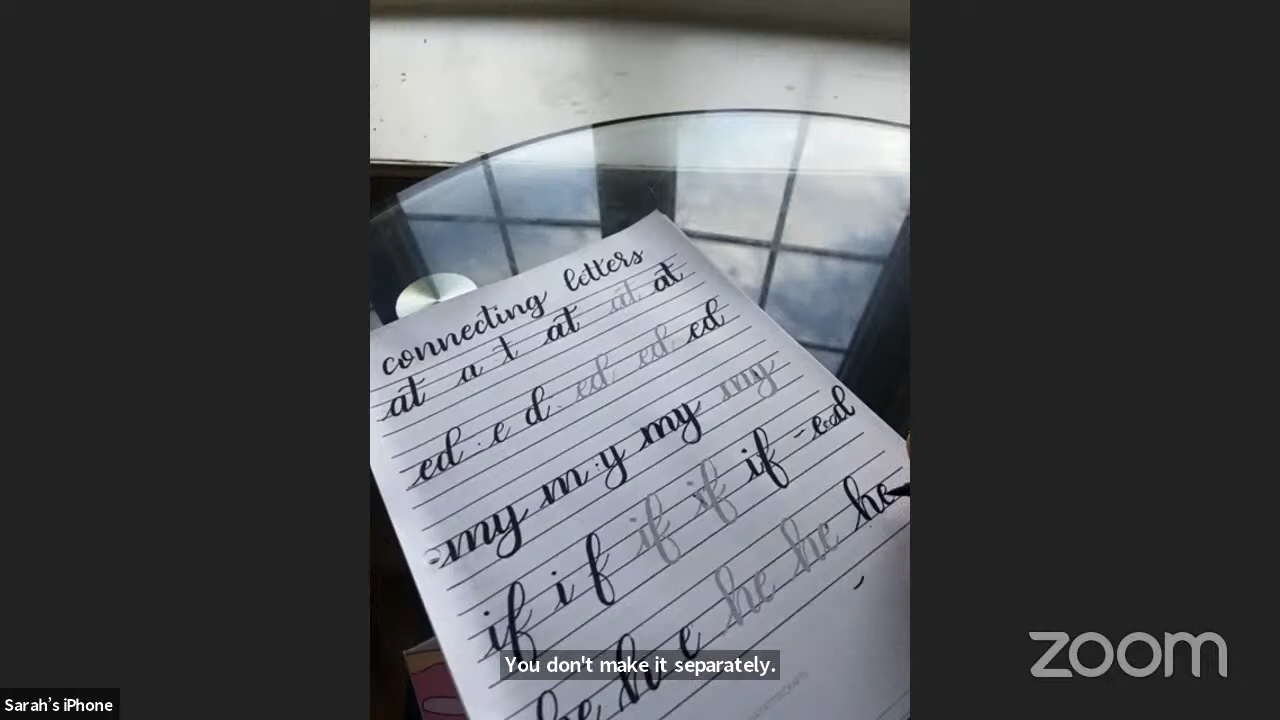 connecting letters
at a t at at at
ed e d ed ed ed
my m y my my
if i f if if if - ead
he h e he he he
You don't make it separately.
Sarah's iPhone
zoom